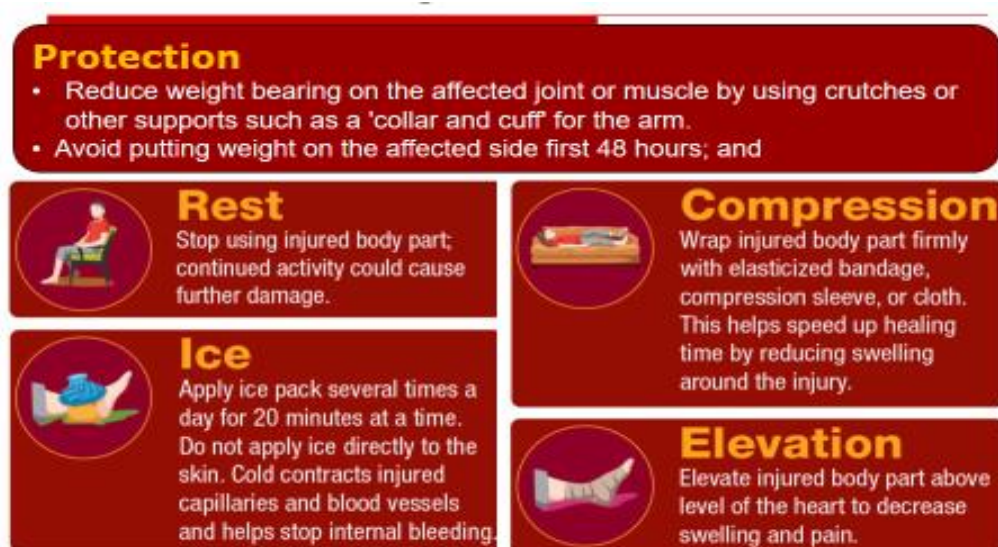 Protection
• Reduce weight bearing on the affected joint or muscle by using crutches or
other supports such as a 'collar and cuff' for the arm.
• Avoid putting weight on the affected side first 48 hours; and
Rest
Stop using injured body part;
continued activity could cause
further damage.
Ice
Apply ice pack several times a
day for 20 minutes at a time.
Do not apply ice directly to the
skin. Cold contracts injured
capillaries and blood vessels
and helps stop internal bleeding.
Compression
Wrap injured body part firmly
with elasticized bandage,
compression sleeve, or cloth.
This helps speed up healing
time by reducing swelling
around the injury.
Elevation
Elevate injured body part above
level of the heart to decrease
swelling and pain.